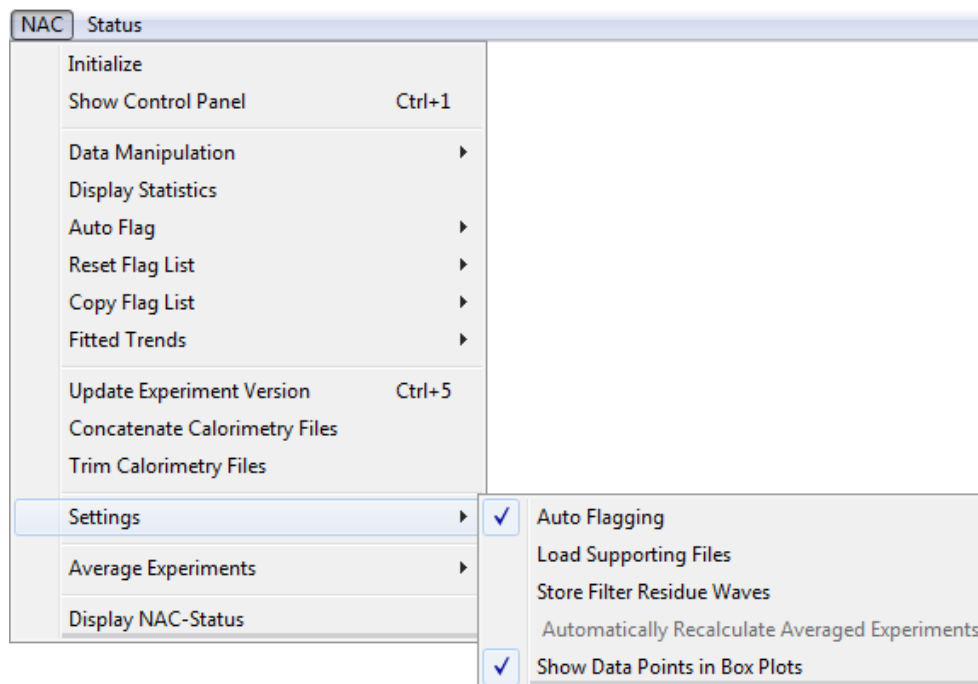 NAC Status
Initialize
Show Control Panel Ctrl+1
Data Manipulation
Display Statistics
Auto Flag
Reset Flag List
Copy Flag List
Fitted Trends
Update Experiment Version Ctrl+5
Concatenate Calorimetry Files
Trim Calorimetry Files
Settings
Average Experiments
Display NAC-Status
Auto Flagging
Load Supporting Files
Store Filter Residue Waves
Automatically Recalculate Averaged Experiments
Show Data Points in Box Plots